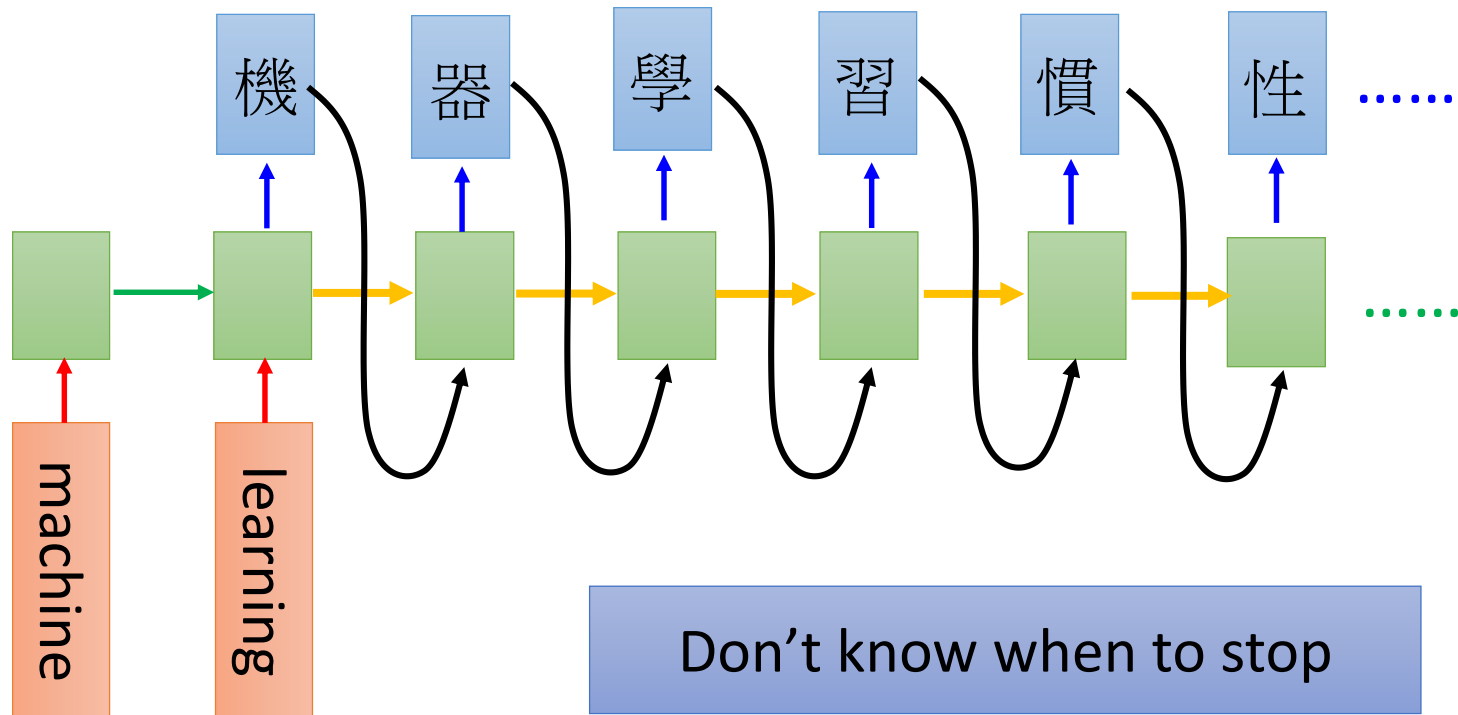 機 器 學 習 慣 性 ......
......
machine
learning
Don't know when to stop